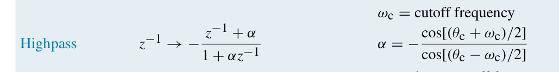 ωc = cutoff frequency
Highpass z⁻¹ → − (z⁻¹ + α) / (1 + αz⁻¹) α = − cos[(θc + ωc)/2] / cos[(θc − ωc)/2]